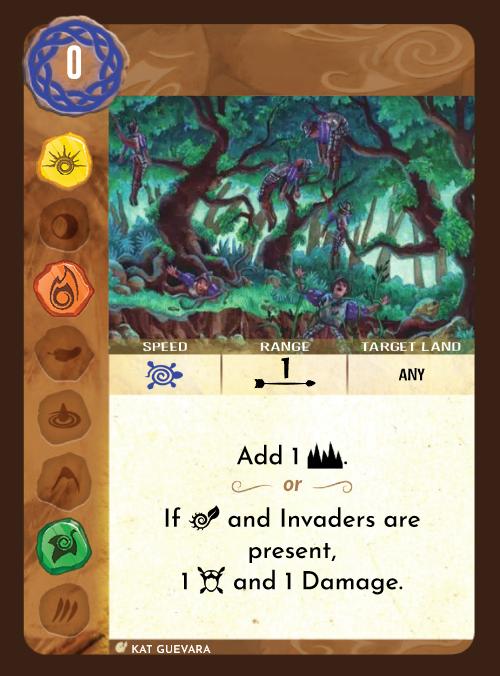 0
SPEED RANGE TARGET LAND
1 ANY
Add 1 .
or
If and Invaders are
present,
1 and 1 Damage.
KAT GUEVARA